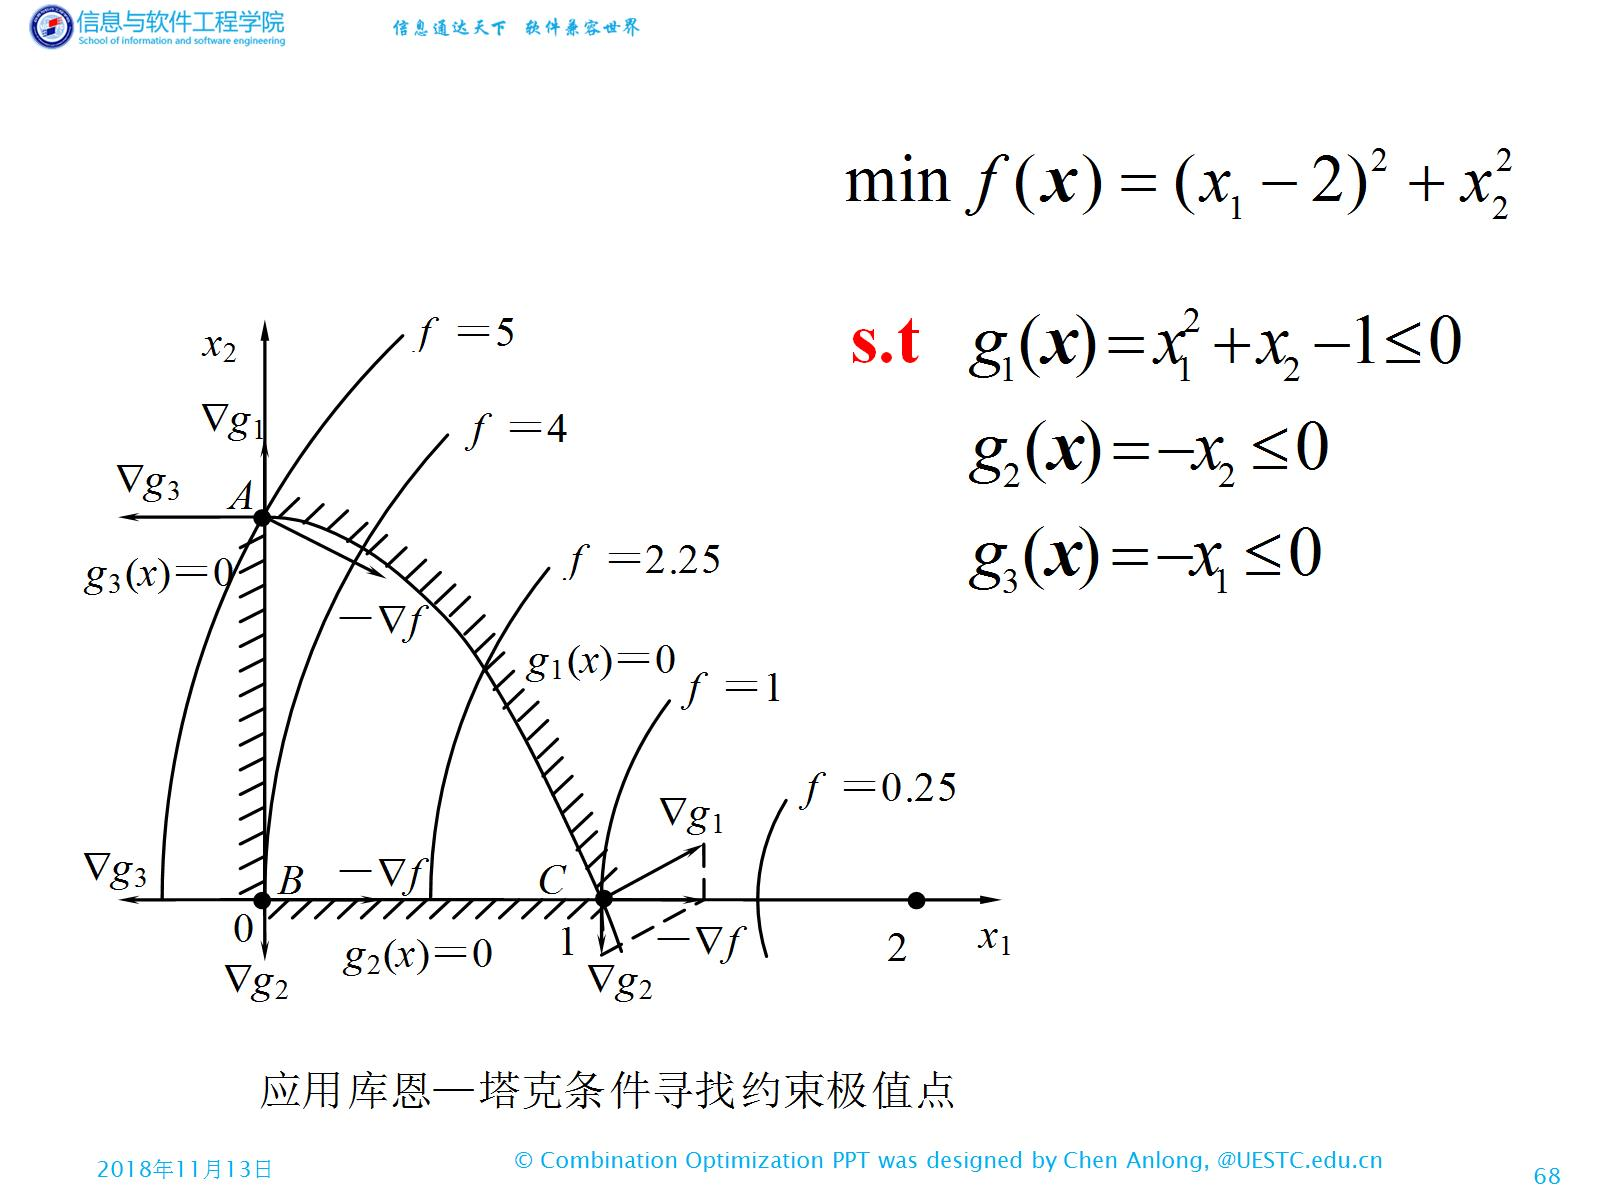 信息与软件工程学院
School of information and software engineering
信息通达天下 软件兼容世界
min f(x) = (x₁ − 2)² + x₂²
s.t g₁(x) = x₁² + x₂ − 1 ≤ 0
g₂(x) = −x₂ ≤ 0
g₃(x) = −x₁ ≤ 0
x₂
f =5
∇g₁
f =4
∇g₃
A
g₃(x)=0
f =2.25
−∇f
g₁(x)=0
f =1
f =0.25
∇g₁
∇g₃
B
−∇f
C
0
1
−∇f
2
x₁
g₂(x)=0
∇g₂
∇g₂
应用库恩—塔克条件寻找约束极值点
2018年11月13日
© Combination Optimization PPT was designed by Chen Anlong, @UESTC.edu.cn
68